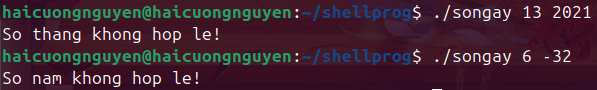 haicuongnguyen@haicuongnguyen:~/shellprog$ ./songay 13 2021
So thang khong hop le!
haicuongnguyen@haicuongnguyen:~/shellprog$ ./songay 6 -32
So nam khong hop le!